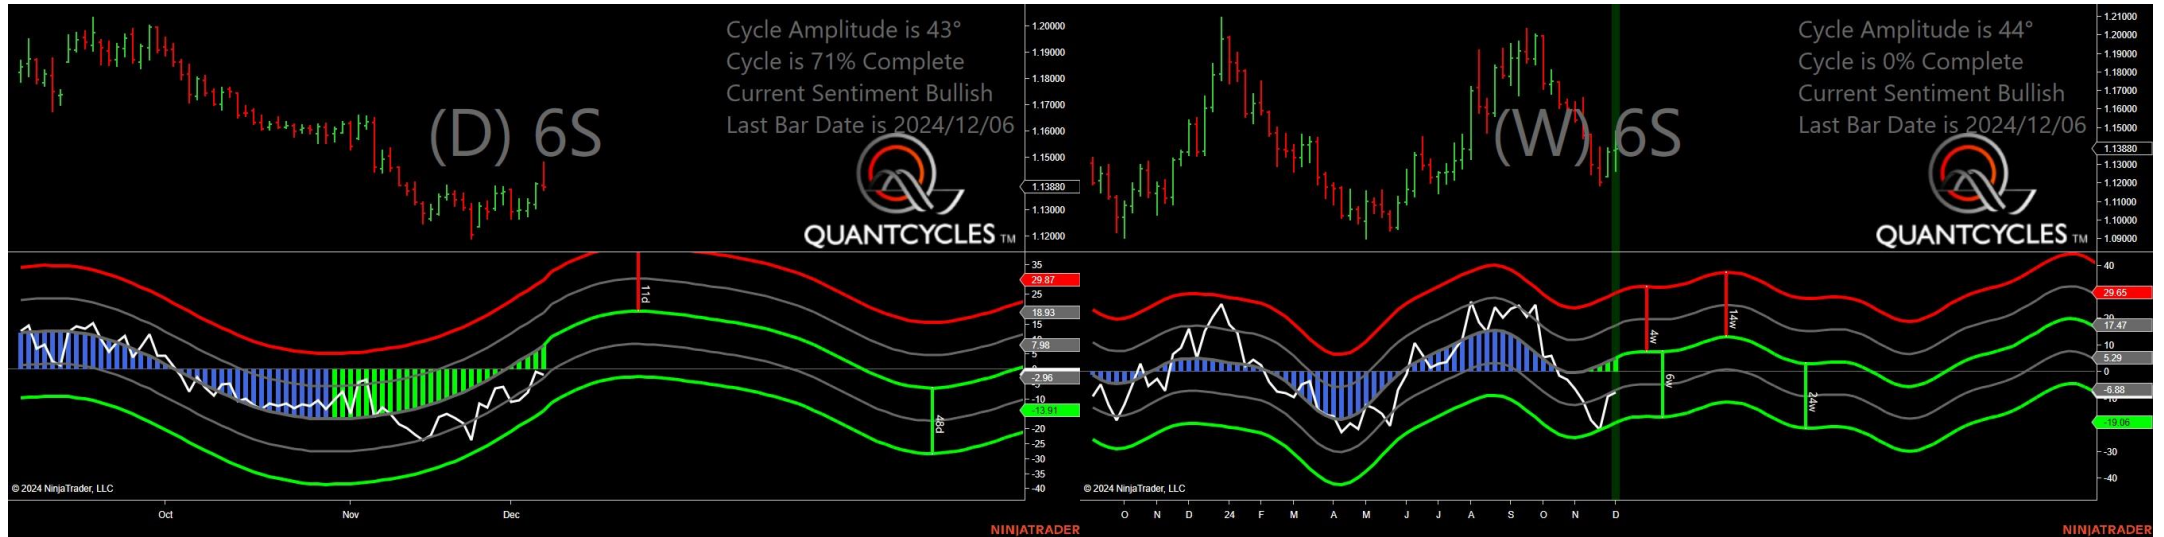 Cycle Amplitude is 43°
Cycle is 71% Complete
Current Sentiment Bullish
Last Bar Date is 2024/12/06
(D) 6S
QUANTCYCLES TM
1.20000
1.19000
1.18000
1.17000
1.16000
1.15000
1.13880
1.13000
1.12000
35
29.87
25
18.93
15
10
7.98
5
0
-2.96
-5
-10
-13.91
-20
-25
-30
-35
-40
11d
48d
© 2024 NinjaTrader, LLC
Oct
Nov
Dec
NINJATRADER
Cycle Amplitude is 44°
Cycle is 0% Complete
Current Sentiment Bullish
Last Bar Date is 2024/12/06
(W) 6S
QUANTCYCLES TM
1.21000
1.20000
1.19000
1.18000
1.17000
1.16000
1.15000
1.13880
1.13000
1.12000
1.11000
1.10000
1.09000
40
29.65
20
17.47
10
5.29
0
-6.88
-10
-19.06
-30
-40
4w
14w
6w
24w
© 2024 NinjaTrader, LLC
O
N
D
24
F
M
A
M
J
J
A
S
O
N
D
NINJATRADER